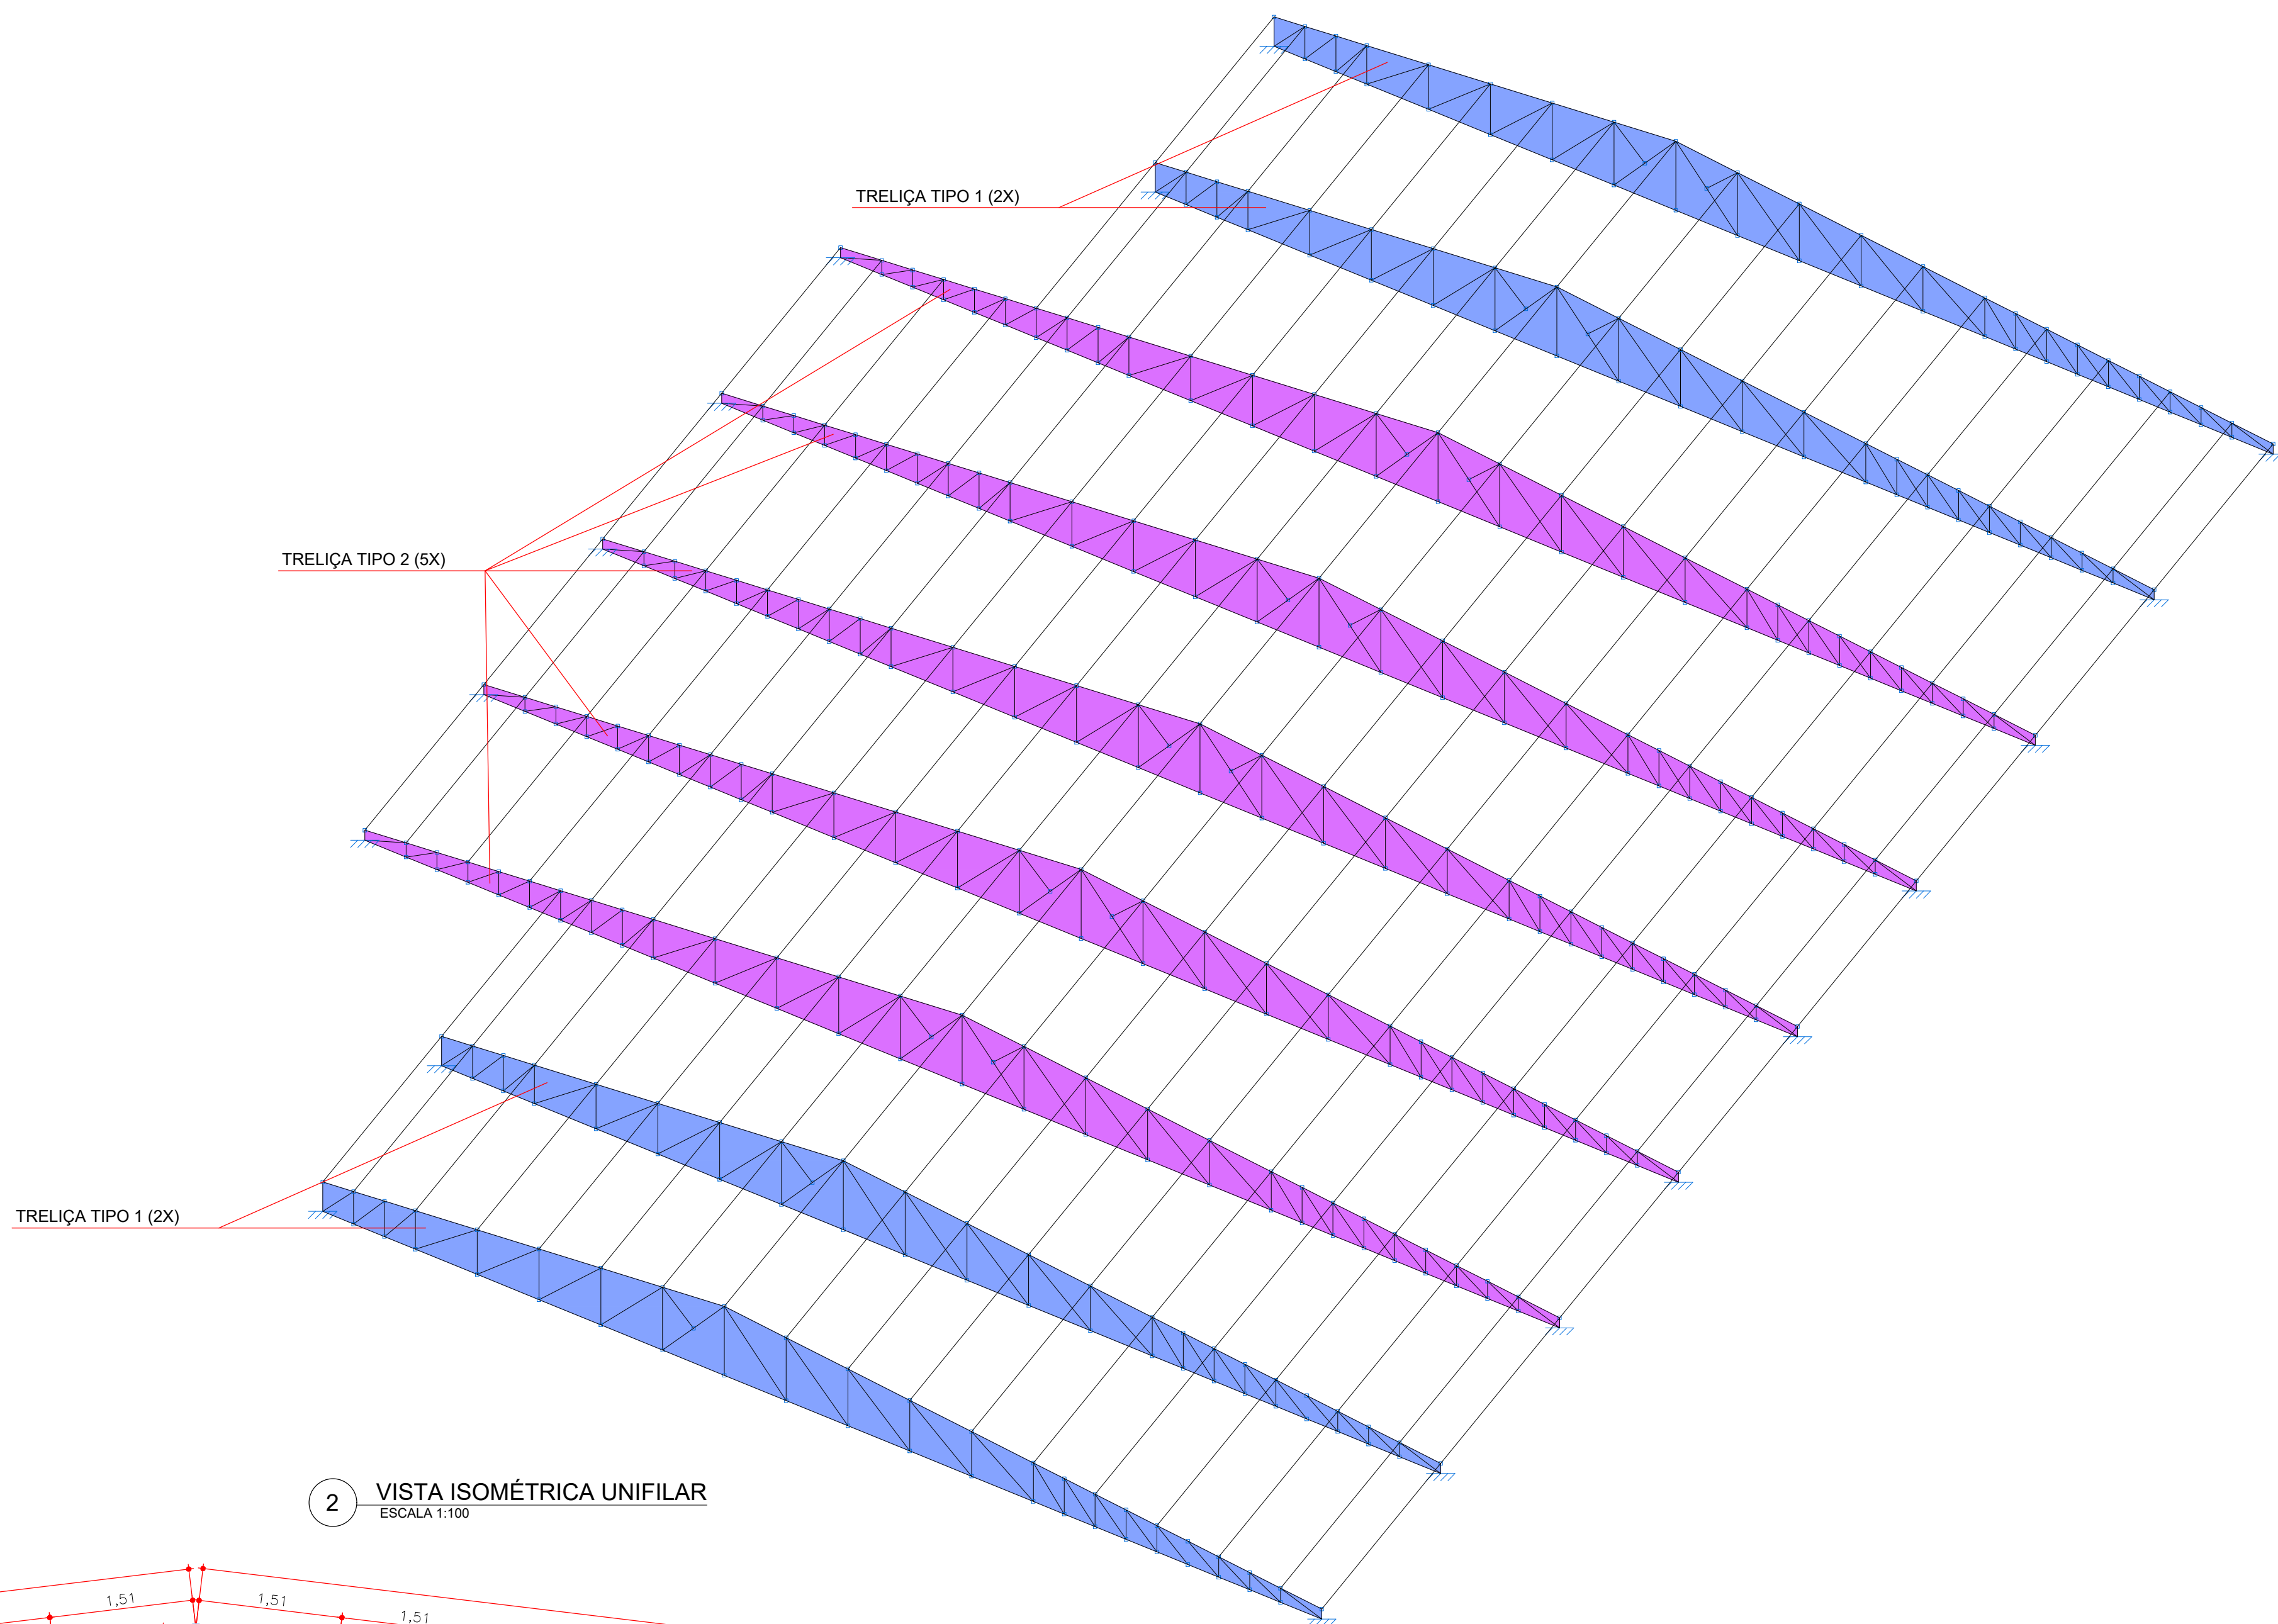 TRELIÇA TIPO 1 (2X)
TRELIÇA TIPO 2 (5X)
TRELIÇA TIPO 1 (2X)
2
VISTA ISOMÉTRICA UNIFILAR
ESCALA 1:100
1,51
1,51
1,51